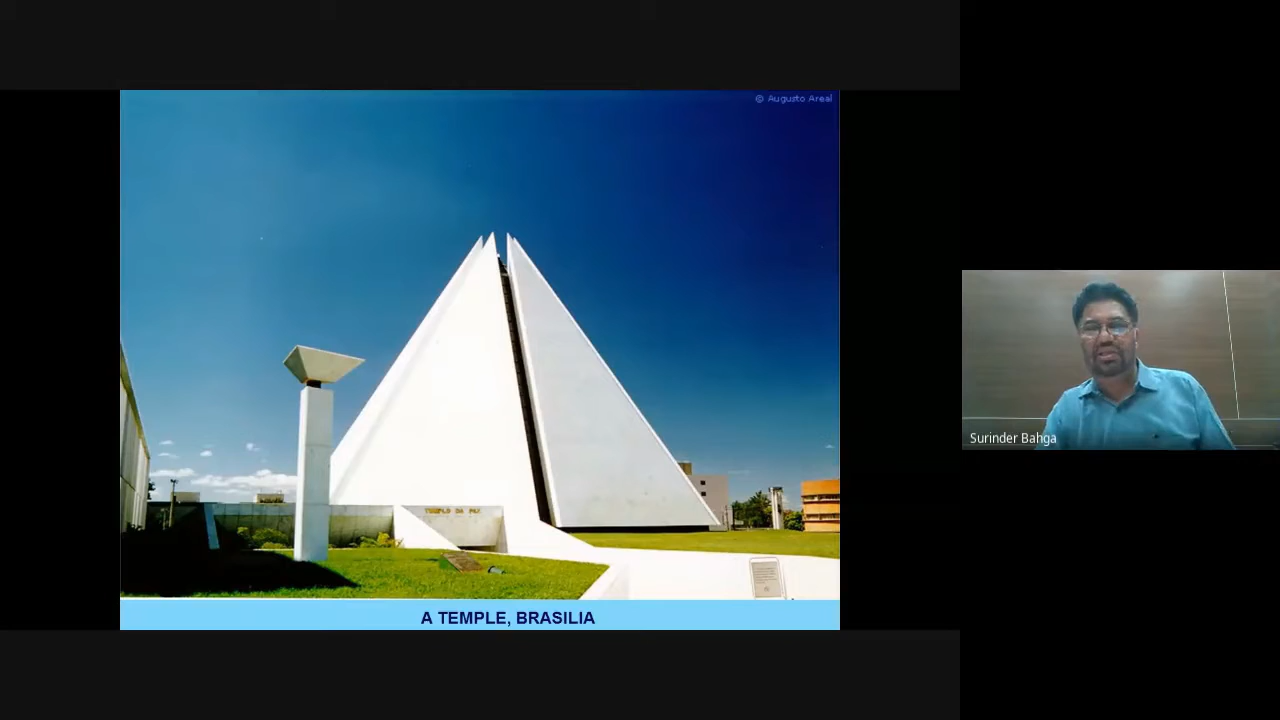 © Augusto Areal
TEMPLO DA PAZ
A TEMPLE, BRASILIA
Surinder Bahga